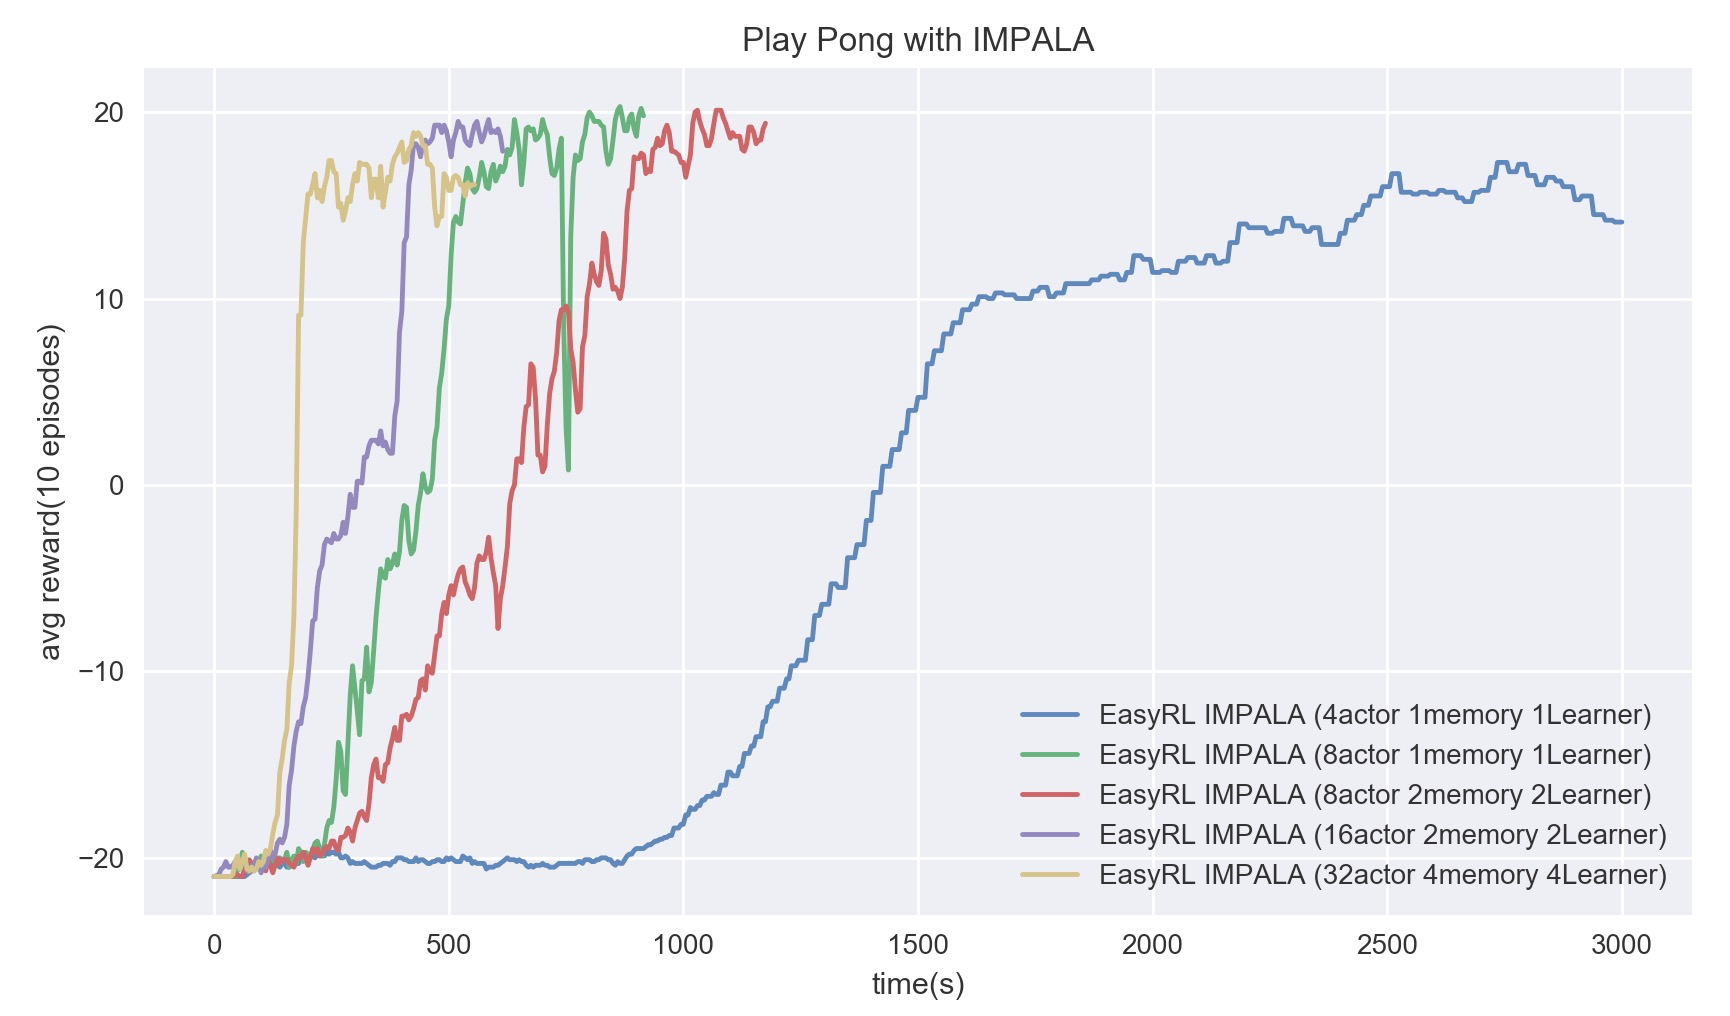 Play Pong with IMPALA
avg reward(10 episodes)
20
10
0
−10
−20
EasyRL IMPALA (4actor 1memory 1Learner)
EasyRL IMPALA (8actor 1memory 1Learner)
EasyRL IMPALA (8actor 2memory 2Learner)
EasyRL IMPALA (16actor 2memory 2Learner)
EasyRL IMPALA (32actor 4memory 4Learner)
0 500 1000 1500 2000 2500 3000
time(s)